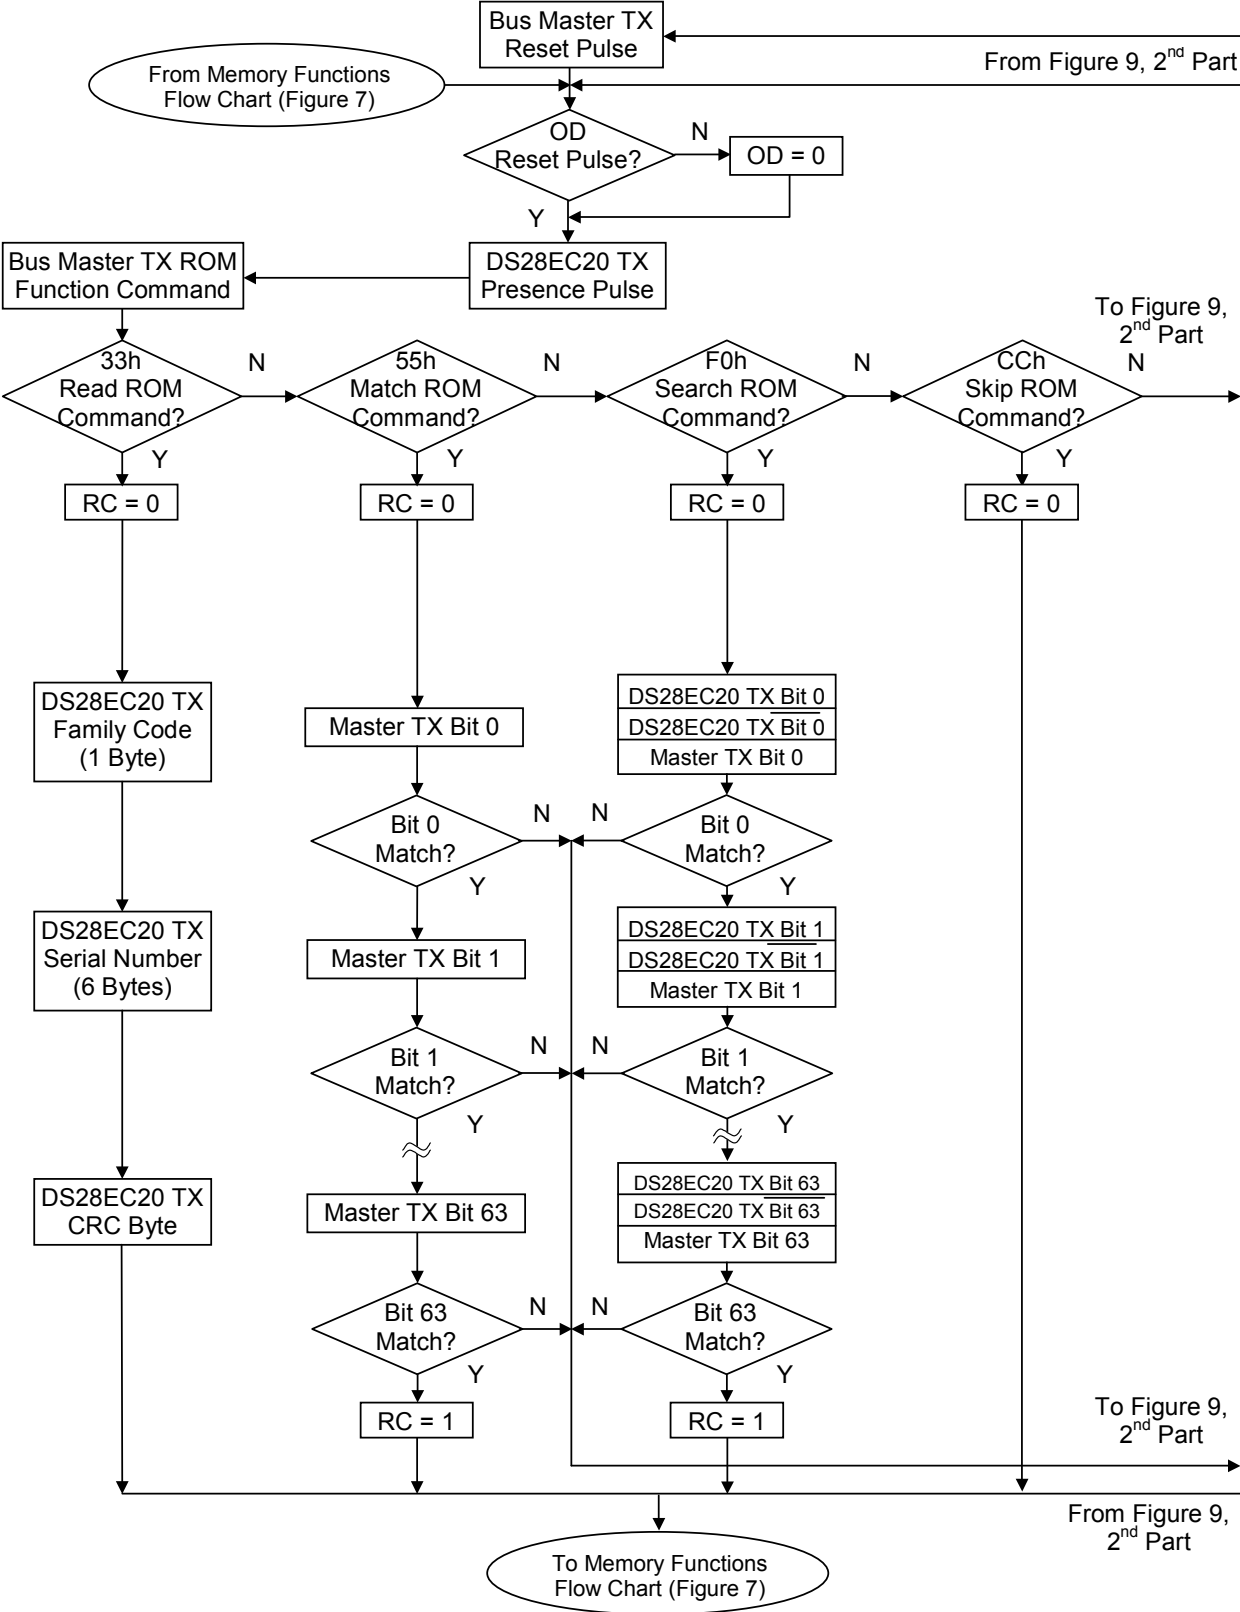 Bus Master TX
Reset Pulse
From Figure 9, 2nd Part
From Memory Functions
Flow Chart (Figure 7)
OD
Reset Pulse?
N
OD = 0
Y
Bus Master TX ROM
Function Command
DS28EC20 TX
Presence Pulse
To Figure 9,
2nd Part
33h
Read ROM
Command?
N
55h
Match ROM
Command?
N
F0h
Search ROM
Command?
N
CCh
Skip ROM
Command?
N
Y
Y
Y
Y
RC = 0
RC = 0
RC = 0
RC = 0
DS28EC20 TX
Family Code
(1 Byte)
Master TX Bit 0
DS28EC20 TX Bit 0
DS28EC20 TX Bit 0
Master TX Bit 0
Bit 0
Match?
N
N
Bit 0
Match?
Y
Y
DS28EC20 TX
Serial Number
(6 Bytes)
Master TX Bit 1
DS28EC20 TX Bit 1
DS28EC20 TX Bit 1
Master TX Bit 1
Bit 1
Match?
N
N
Bit 1
Match?
Y
Y
DS28EC20 TX
CRC Byte
Master TX Bit 63
DS28EC20 TX Bit 63
DS28EC20 TX Bit 63
Master TX Bit 63
Bit 63
Match?
N
N
Bit 63
Match?
Y
Y
RC = 1
RC = 1
To Figure 9,
2nd Part
From Figure 9,
2nd Part
To Memory Functions
Flow Chart (Figure 7)